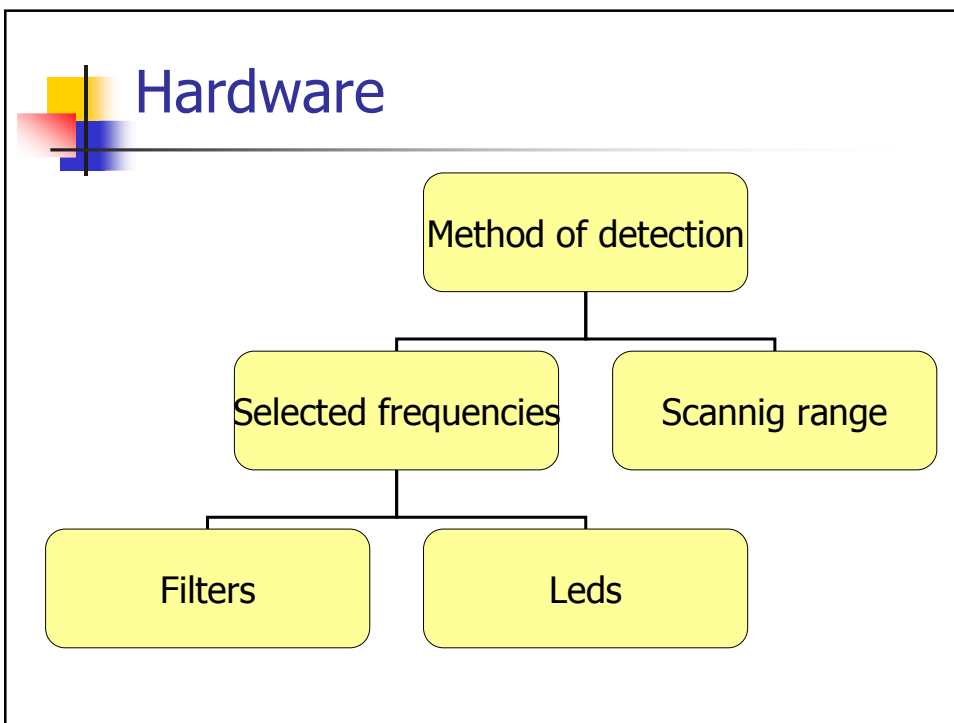 Hardware
Method of detection
Selected frequencies
Scannig range
Filters
Leds